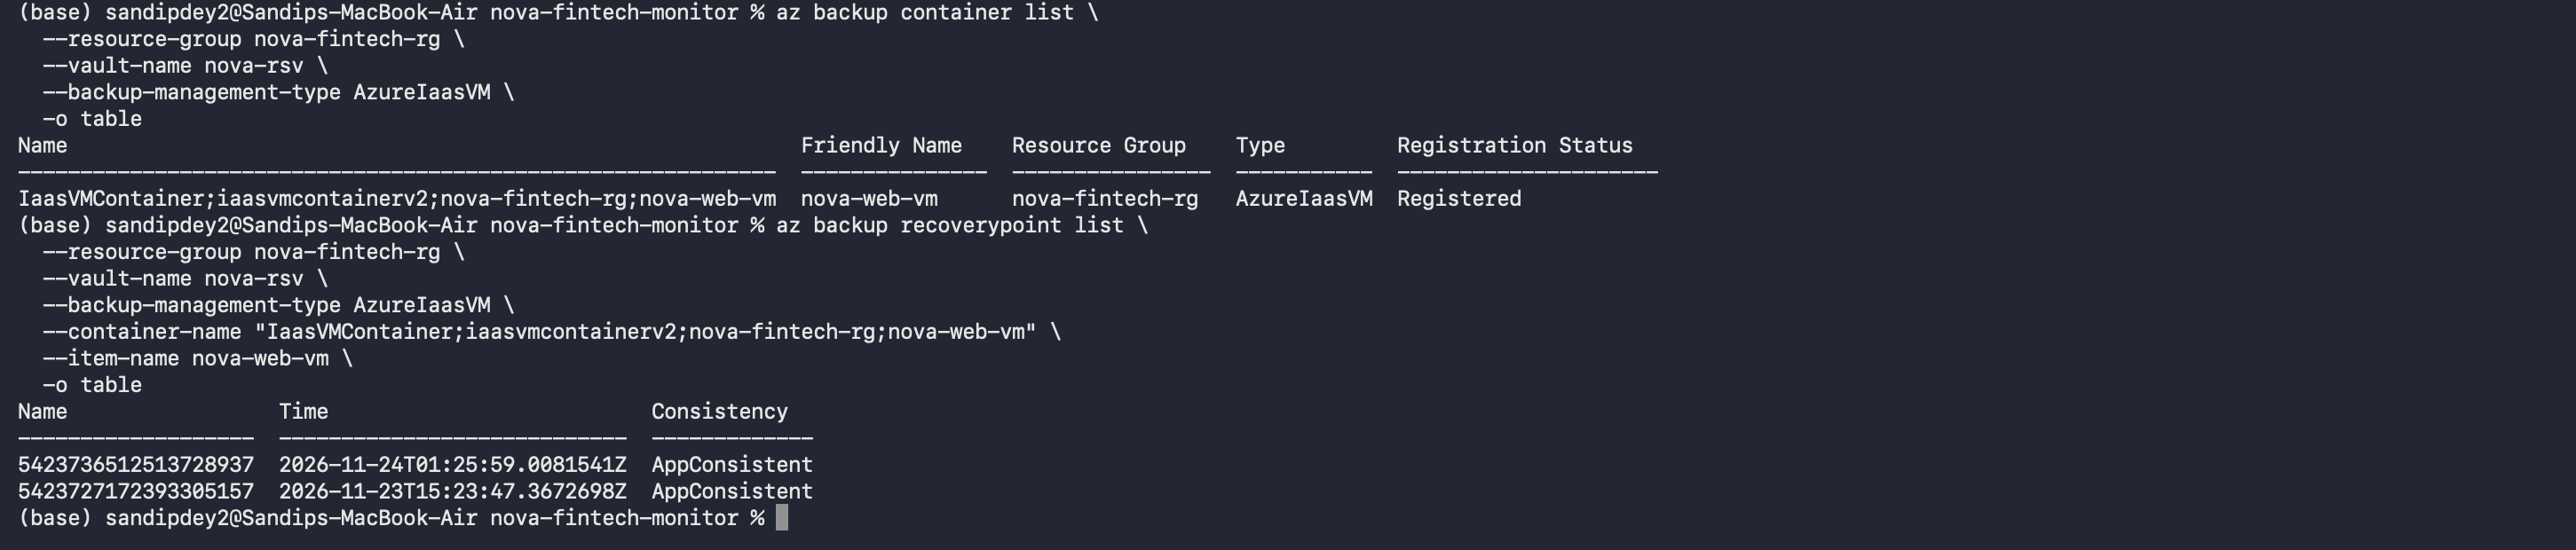 (base) sandipdey2@Sandips-MacBook-Air nova-fintech-monitor % az backup container list \
  --resource-group nova-fintech-rg \
  --vault-name nova-rsv \
  --backup-management-type AzureIaasVM \
  -o table
Name                                                           Friendly Name    Resource Group    Type         Registration Status
-------------------------------------------------------------  ---------------  ----------------  -----------  ---------------------
IaasVMContainer;iaasvmcontainerv2;nova-fintech-rg;nova-web-vm  nova-web-vm      nova-fintech-rg   AzureIaasVM  Registered
(base) sandipdey2@Sandips-MacBook-Air nova-fintech-monitor % az backup recoverypoint list \
  --resource-group nova-fintech-rg \
  --vault-name nova-rsv \
  --backup-management-type AzureIaasVM \
  --container-name "IaasVMContainer;iaasvmcontainerv2;nova-fintech-rg;nova-web-vm" \
  --item-name nova-web-vm \
  -o table
Name                 Time                          Consistency
-------------------  ----------------------------  -------------
5423736512513728937  2026-11-24T01:25:59.0081541Z  AppConsistent
5423727172393305157  2026-11-23T15:23:47.3672698Z  AppConsistent
(base) sandipdey2@Sandips-MacBook-Air nova-fintech-monitor %